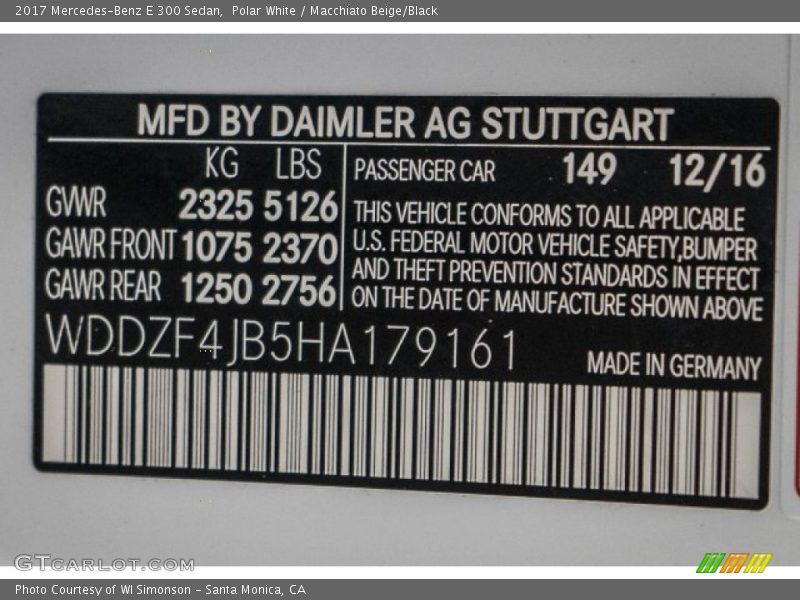 2017 Mercedes-Benz E 300 Sedan,  Polar White / Macchiato Beige/Black
MFD BY DAIMLER AG STUTTGART
KG LBS
GVWR 2325 5126
GAWR FRONT 1075 2370
GAWR REAR 1250 2756
PASSENGER CAR 149 12/16
THIS VEHICLE CONFORMS TO ALL APPLICABLE
U.S. FEDERAL MOTOR VEHICLE SAFETY,BUMPER
AND THEFT PREVENTION STANDARDS IN EFFECT
ON THE DATE OF MANUFACTURE SHOWN ABOVE
WDDZF4JB5HA179161
MADE IN GERMANY
GTCARLOT.COM
Photo Courtesy of WI Simonson - Santa Monica, CA